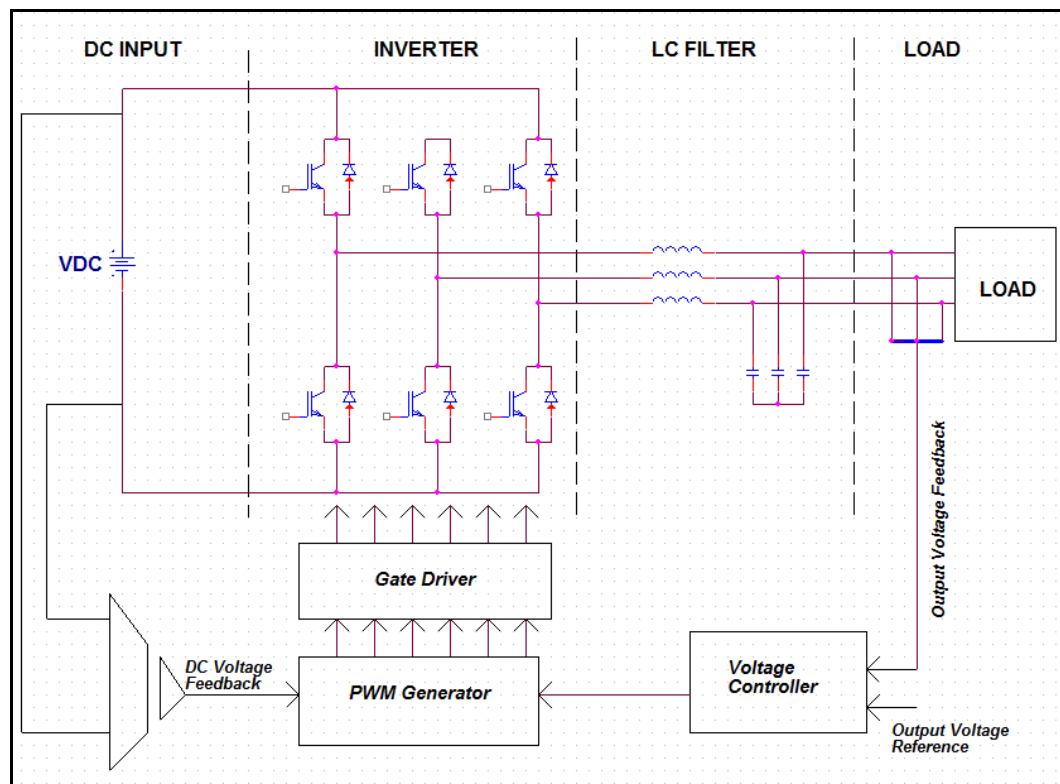 DC INPUT
INVERTER
LC FILTER
LOAD
VDC
LOAD
Output Voltage Feedback
Gate Driver
DC Voltage
Feedback
PWM Generator
Voltage
Controller
Output Voltage
Reference